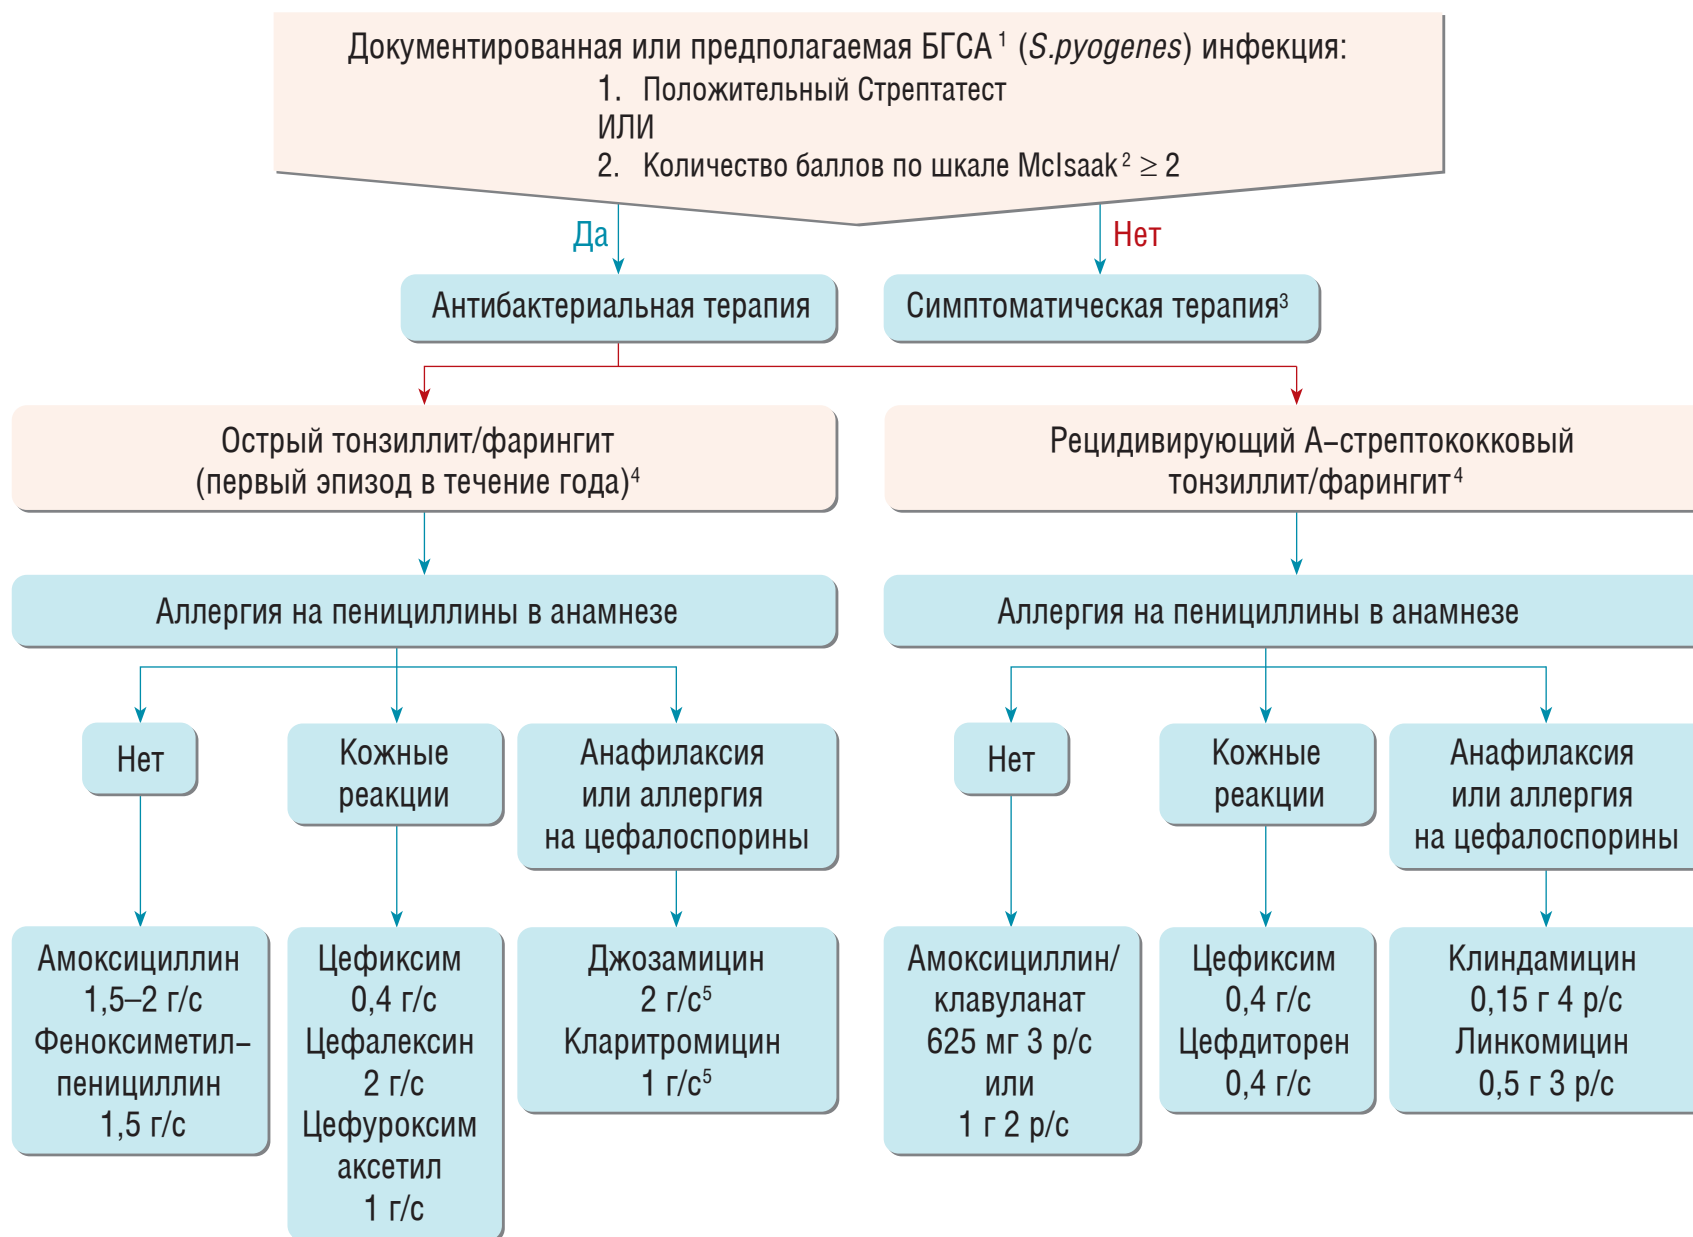 Документированная или предполагаемая БГСА ¹ (S.pyogenes) инфекция:
1. Положительный Стрептатест
ИЛИ
2. Количество баллов по шкале McIsaak ² ≥ 2
Да
Нет
Антибактериальная терапия
Симптоматическая терапия³
Острый тонзиллит/фарингит
(первый эпизод в течение года)⁴
Рецидивирующий А–стрептококковый
тонзиллит/фарингит⁴
Аллергия на пенициллины в анамнезе
Аллергия на пенициллины в анамнезе
Нет
Кожные
реакции
Анафилаксия
или аллергия
на цефалоспорины
Нет
Кожные
реакции
Анафилаксия
или аллергия
на цефалоспорины
Амоксициллин
1,5–2 г/с
Феноксиметил–
пенициллин
1,5 г/с
Цефиксим
0,4 г/с
Цефалексин
2 г/с
Цефуроксим
аксетил
1 г/с
Джозамицин
2 г/с⁵
Кларитромицин
1 г/с⁵
Амоксициллин/
клавуланат
625 мг 3 р/с
или
1 г 2 р/с
Цефиксим
0,4 г/с
Цефдиторен
0,4 г/с
Клиндамицин
0,15 г 4 р/с
Линкомицин
0,5 г 3 р/с